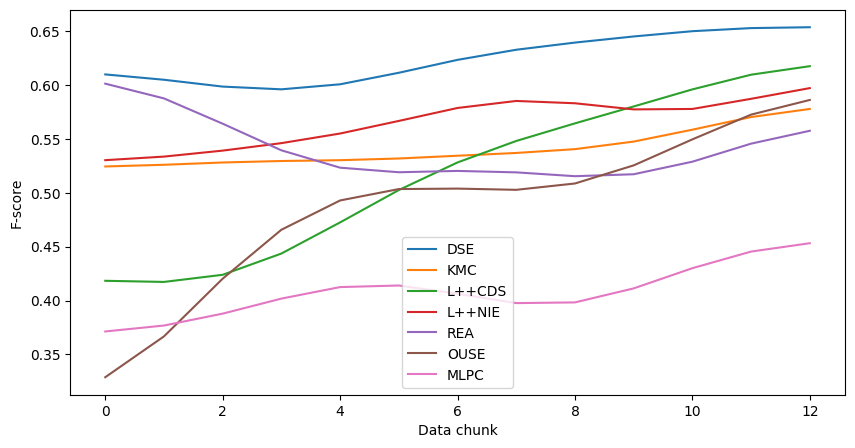 0.65
0.60
0.55
0.50
0.45
0.40
0.35
F-score
DSE
KMC
L++CDS
L++NIE
REA
OUSE
MLPC
0 2 4 6 8 10 12
Data chunk